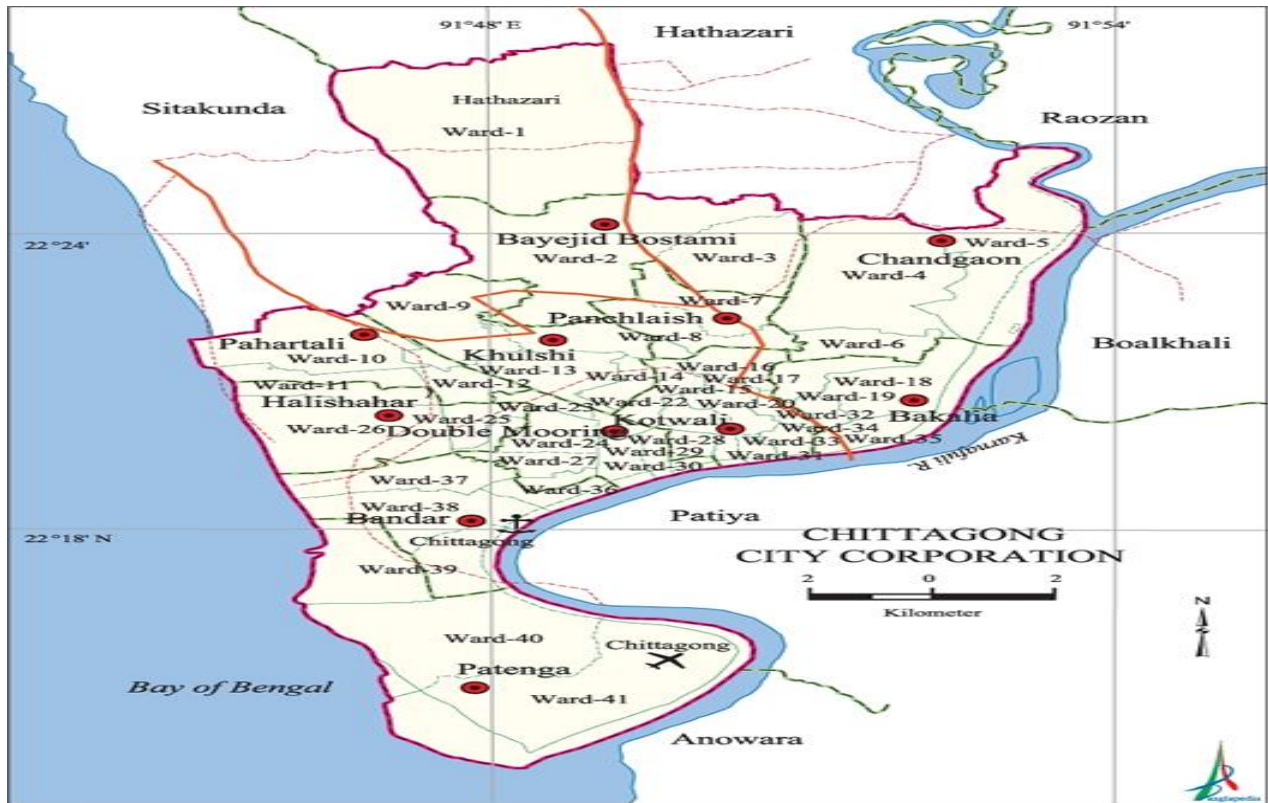 91°48' E
91°54'
Hathazari
Sitakunda
Hathazari
Ward-1
Raozan
22°24'
Bayejid Bostami
Ward-2
Ward-3
Ward-5
Chandgaon
Ward-4
Ward-9
Ward-7
Panchlaish
Ward-8
Pahartali
Ward-10
Khulshi
Ward-13
Ward-6
Boalkhali
Ward-11
Ward-12
Ward-14
Ward-16
Ward-17
Ward-15
Ward-18
Ward-19
Halishahar
Ward-26
Ward-25
Ward-23
Ward-22
Ward-20
Bakalia
Double Mooring
Kotwali
Ward-32
Ward-34
Ward-24
Ward-28
Ward-33
Ward-35
Ward-27
Ward-29
Ward-31
Ward-30
Karnafuli R.
Ward-37
Ward-36
Ward-38
Bandar
Chittagong
Patiya
22°18' N
CHITTAGONG
CITY CORPORATION
Ward-39
2 0 2
Kilometer
N
Ward-40
Chittagong
Patenga
Ward-41
Bay of Bengal
Anowara
Banglapedia